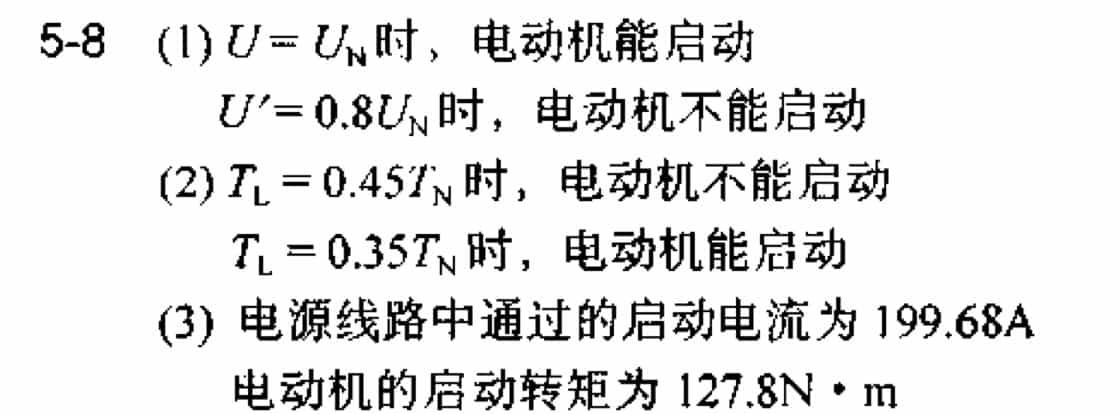 5-8 (1) U = U_N时，电动机能启动
U′= 0.8U_N时，电动机不能启动
(2) T_L = 0.45T_N时，电动机不能启动
T_L = 0.35T_N时，电动机能启动
(3) 电源线路中通过的启动电流为 199.68A
电动机的启动转矩为 127.8N·m